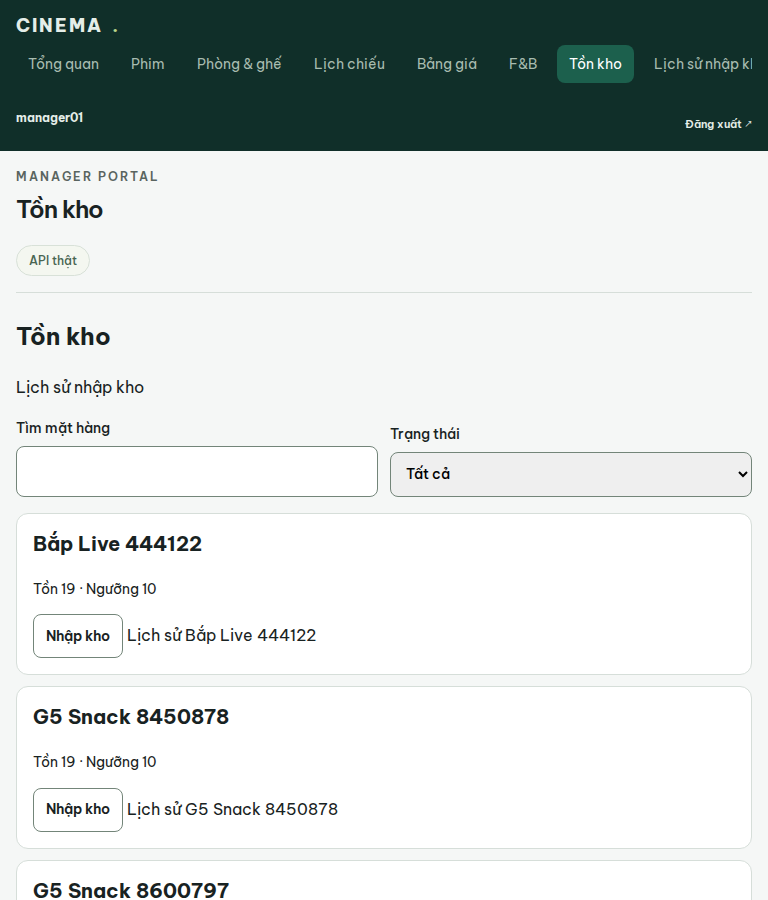 CINEMA .
Tổng quan Phim Phòng & ghế Lịch chiếu Bảng giá F&B Tồn kho Lịch sử nhập
manager01
Đăng xuất ↗
MANAGER PORTAL
Tồn kho
API thật
Tồn kho
Lịch sử nhập kho
Tìm mặt hàng
Trạng thái
Tất cả
Bắp Live 444122
Tồn 19 · Ngưỡng 10
Nhập kho Lịch sử Bắp Live 444122
G5 Snack 8450878
Tồn 19 · Ngưỡng 10
Nhập kho Lịch sử G5 Snack 8450878
G5 Snack 8600797